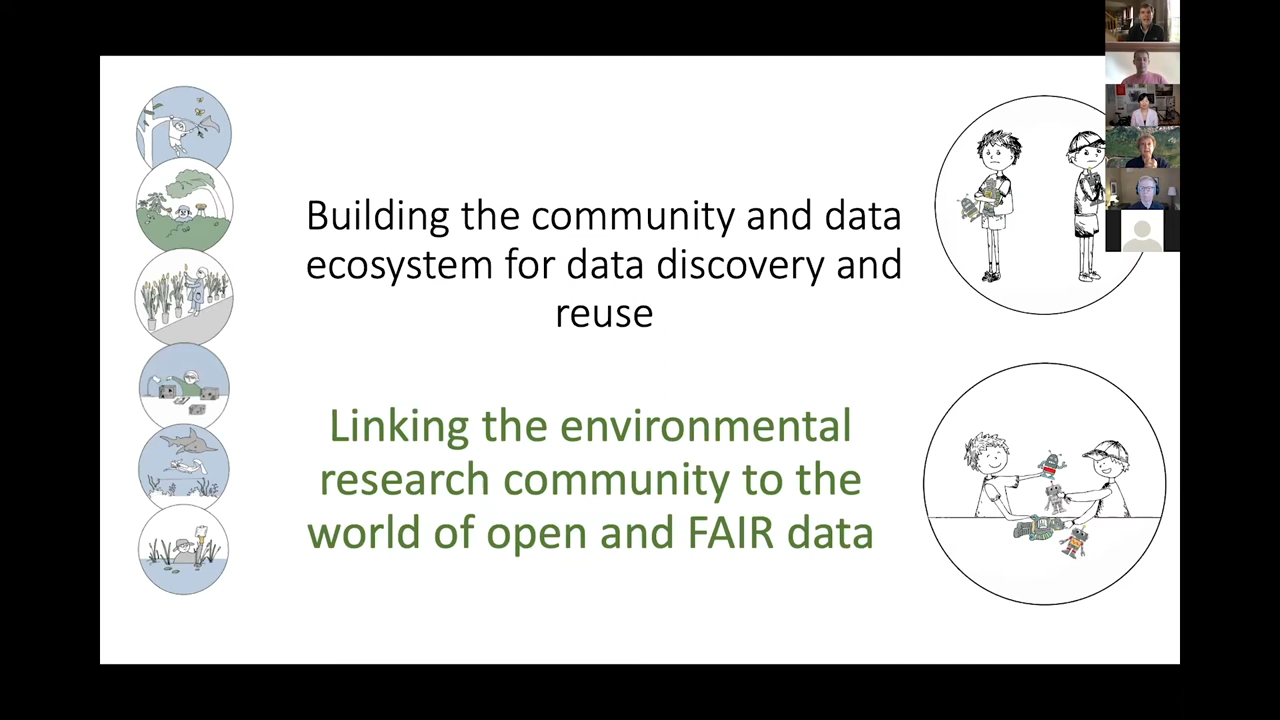 Building the community and data
ecosystem for data discovery and
reuse
Linking the environmental
research community to the
world of open and FAIR data